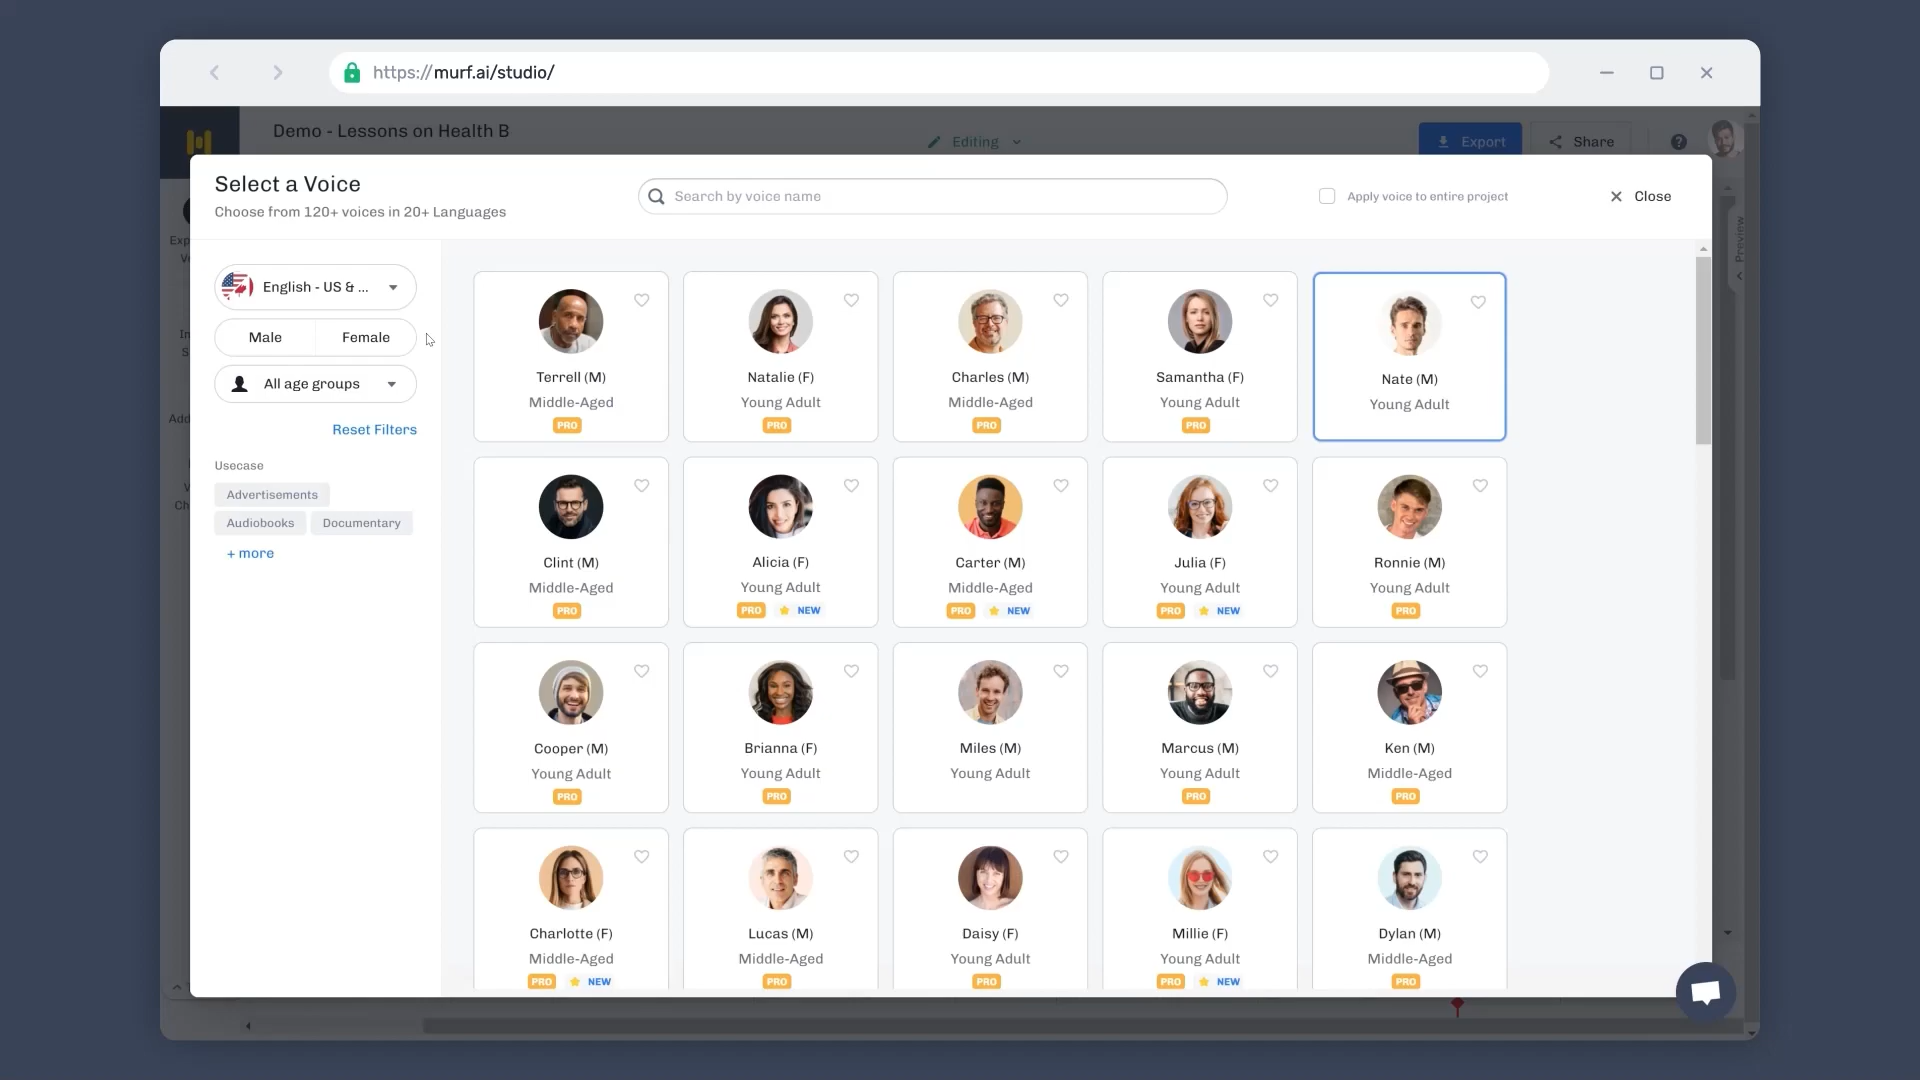 https://murf.ai/studio/
Demo - Lessons on Health B
Editing
Export
Share
Select a Voice
Choose from 120+ voices in 20+ Languages
Search by voice name
Apply voice to entire project
Close
Preview
English - US & ...
Male
Female
All age groups
Reset Filters
Usecase
Advertisements
Audiobooks
Documentary
+ more
Terrell (M)
Middle-Aged
PRO
Natalie (F)
Young Adult
PRO
Charles (M)
Middle-Aged
PRO
Samantha (F)
Young Adult
PRO
Nate (M)
Young Adult
Clint (M)
Middle-Aged
PRO
Alicia (F)
Young Adult
PRO NEW
Carter (M)
Middle-Aged
PRO NEW
Julia (F)
Young Adult
PRO NEW
Ronnie (M)
Young Adult
PRO
Cooper (M)
Young Adult
PRO
Brianna (F)
Young Adult
PRO
Miles (M)
Young Adult
Marcus (M)
Young Adult
PRO
Ken (M)
Middle-Aged
PRO
Charlotte (F)
Middle-Aged
PRO NEW
Lucas (M)
Middle-Aged
PRO
Daisy (F)
Young Adult
PRO
Millie (F)
Young Adult
PRO NEW
Dylan (M)
Middle-Aged
PRO